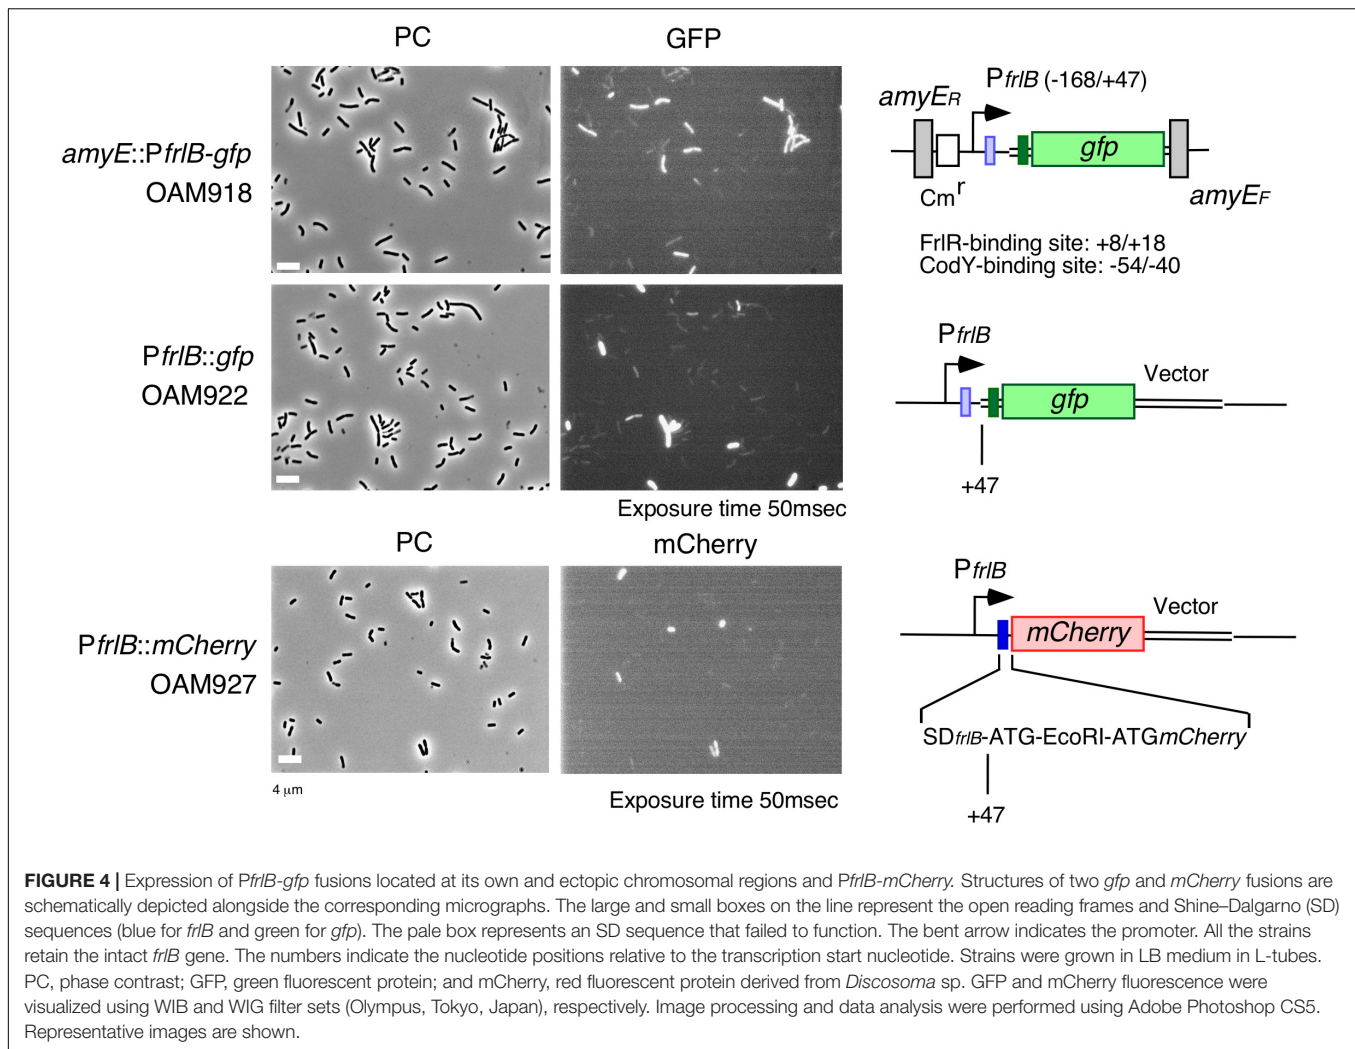 PC
GFP
amyE::PfrlB-gfp
OAM918
PfrlB (-168/+47)
amyER
gfp
Cmr
amyEF
FrlR-binding site: +8/+18
CodY-binding site: -54/-40
PfrlB::gfp
OAM922
PfrlB
Vector
gfp
+47
Exposure time 50msec
PC
mCherry
PfrlB::mCherry
OAM927
PfrlB
Vector
mCherry
SDfrlB-ATG-EcoRI-ATGmCherry
+47
4 μm
Exposure time 50msec
FIGURE 4 | Expression of PfrlB-gfp fusions located at its own and ectopic chromosomal regions and PfrlB-mCherry. Structures of two gfp and mCherry fusions are
schematically depicted alongside the corresponding micrographs. The large and small boxes on the line represent the open reading frames and Shine–Dalgarno (SD)
sequences (blue for frlB and green for gfp). The pale box represents an SD sequence that failed to function. The bent arrow indicates the promoter. All the strains
retain the intact frlB gene. The numbers indicate the nucleotide positions relative to the transcription start nucleotide. Strains were grown in LB medium in L-tubes.
PC, phase contrast; GFP, green fluorescent protein; and mCherry, red fluorescent protein derived from Discosoma sp. GFP and mCherry fluorescence were
visualized using WIB and WIG filter sets (Olympus, Tokyo, Japan), respectively. Image processing and data analysis were performed using Adobe Photoshop CS5.
Representative images are shown.